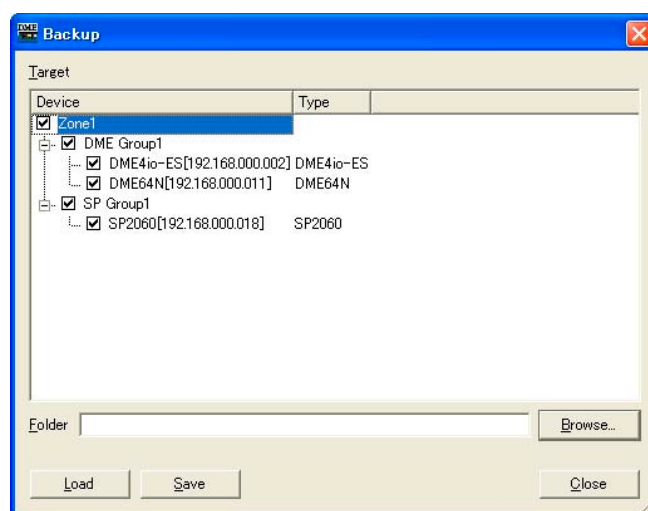 DME Backup
Target
Device Type
Zone1
DME Group1
DME4io-ES[192.168.000.002] DME4io-ES
DME64N[192.168.000.011] DME64N
SP Group1
SP2060[192.168.000.018] SP2060
Folder Browse...
Load Save Close